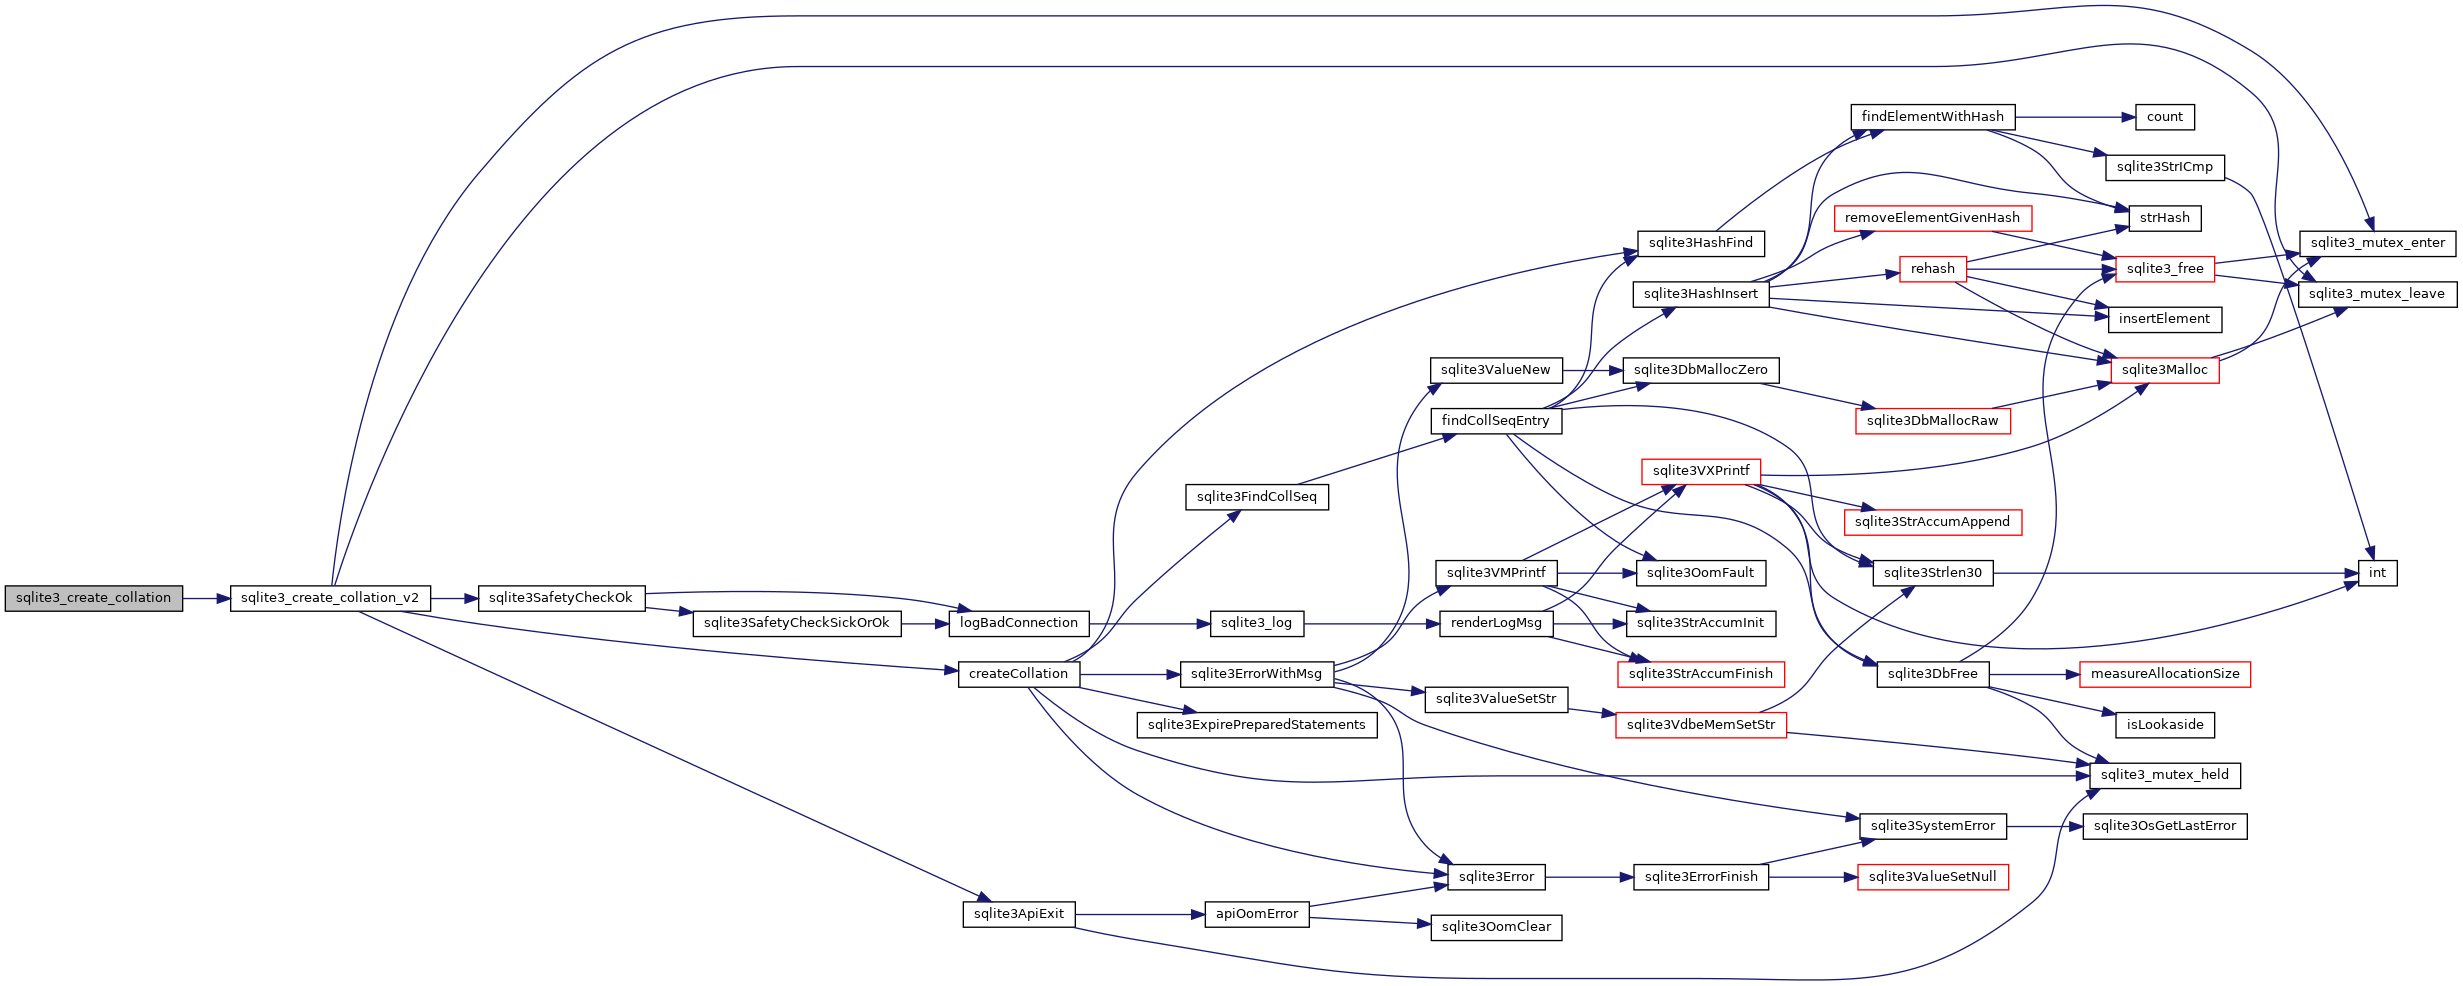 sqlite3_create_collation
sqlite3_create_collation_v2
sqlite3SafetyCheckOk
sqlite3SafetyCheckSickOrOk
logBadConnection
createCollation
sqlite3ApiExit
sqlite3_log
sqlite3FindCollSeq
sqlite3ErrorWithMsg
sqlite3ExpirePreparedStatements
apiOomError
sqlite3ValueNew
findCollSeqEntry
sqlite3VMPrintf
renderLogMsg
sqlite3ValueSetStr
sqlite3Error
sqlite3OomClear
sqlite3HashFind
sqlite3HashInsert
sqlite3DbMallocZero
sqlite3VXPrintf
sqlite3OomFault
sqlite3StrAccumInit
sqlite3StrAccumFinish
sqlite3VdbeMemSetStr
sqlite3ErrorFinish
findElementWithHash
removeElementGivenHash
rehash
sqlite3DbMallocRaw
sqlite3StrAccumAppend
sqlite3Strlen30
sqlite3DbFree
sqlite3SystemError
sqlite3ValueSetNull
count
sqlite3StrICmp
strHash
sqlite3_free
insertElement
sqlite3Malloc
measureAllocationSize
isLookaside
sqlite3_mutex_held
sqlite3OsGetLastError
sqlite3_mutex_enter
sqlite3_mutex_leave
int